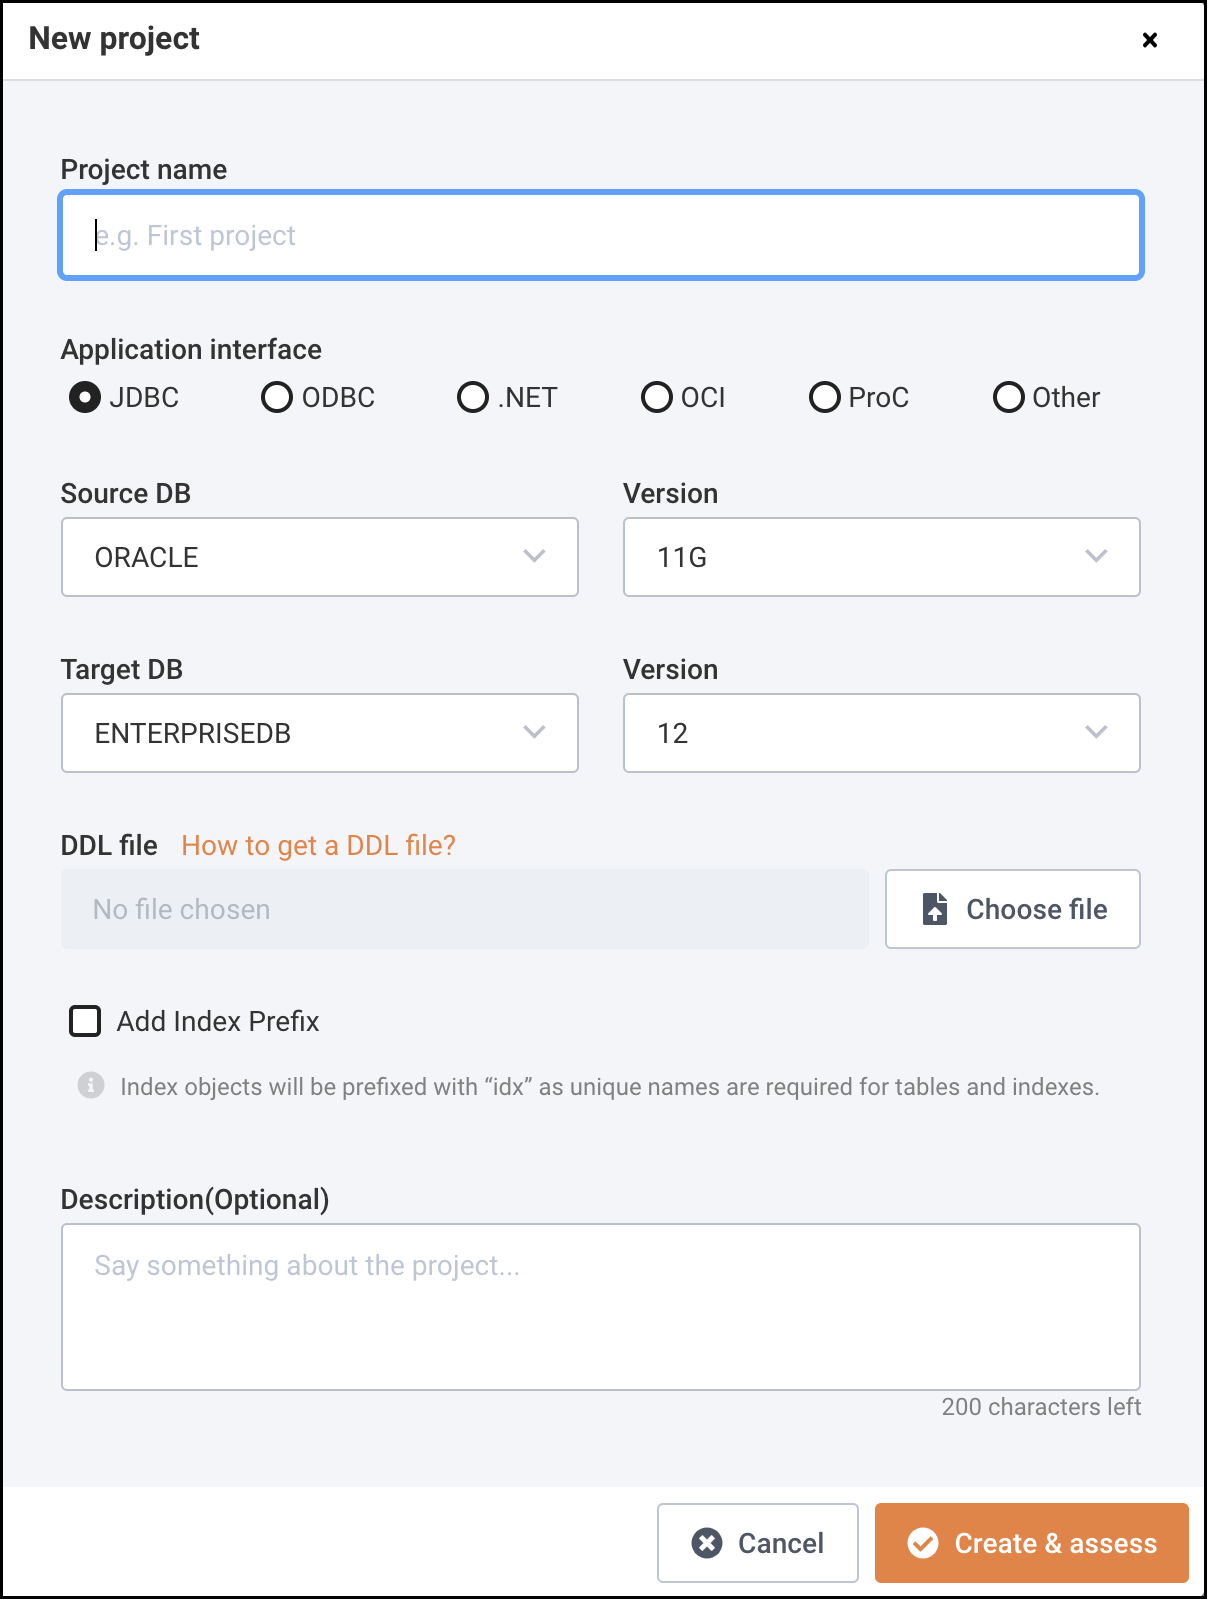 New project
Project name
e.g. First project
Application interface
JDBC ODBC .NET OCI ProC Other
Source DB Version
ORACLE 11G
Target DB Version
ENTERPRISEDB 12
DDL file How to get a DDL file?
No file chosen Choose file
Add Index Prefix
Index objects will be prefixed with “idx” as unique names are required for tables and indexes.
Description(Optional)
Say something about the project...
200 characters left
Cancel Create & assess